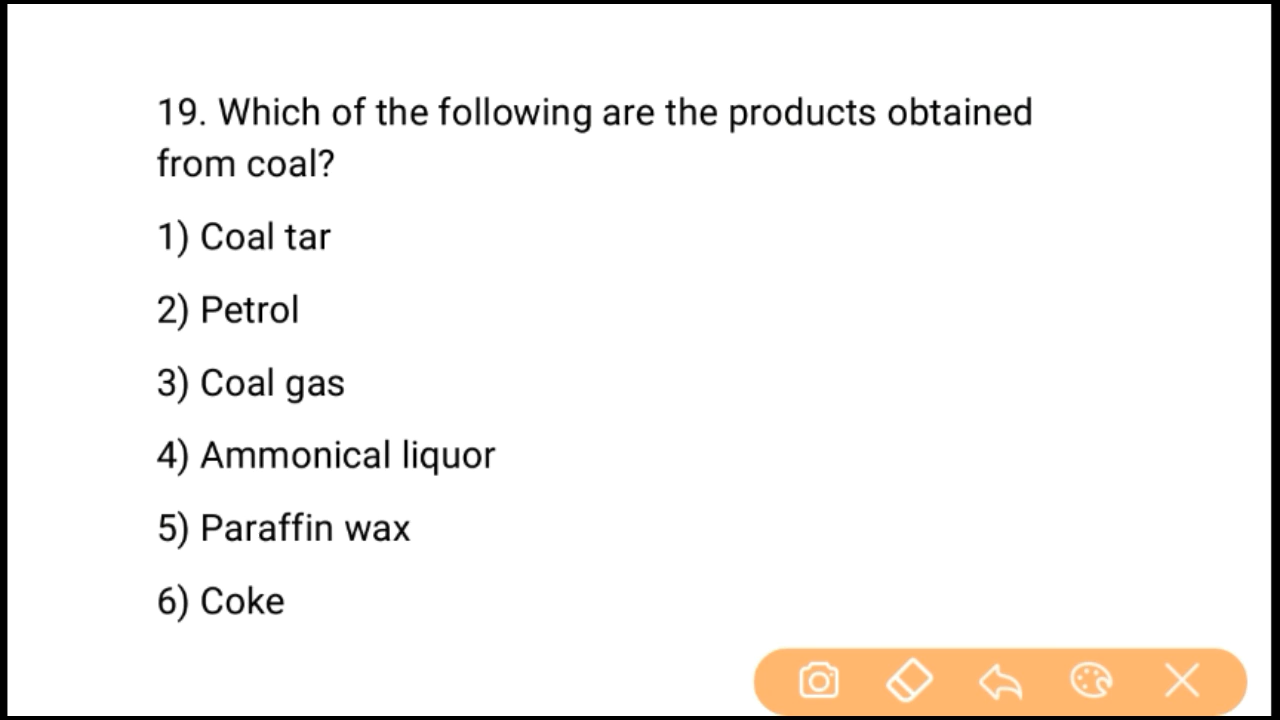 19. Which of the following are the products obtained
from coal?
1) Coal tar
2) Petrol
3) Coal gas
4) Ammonical liquor
5) Paraffin wax
6) Coke